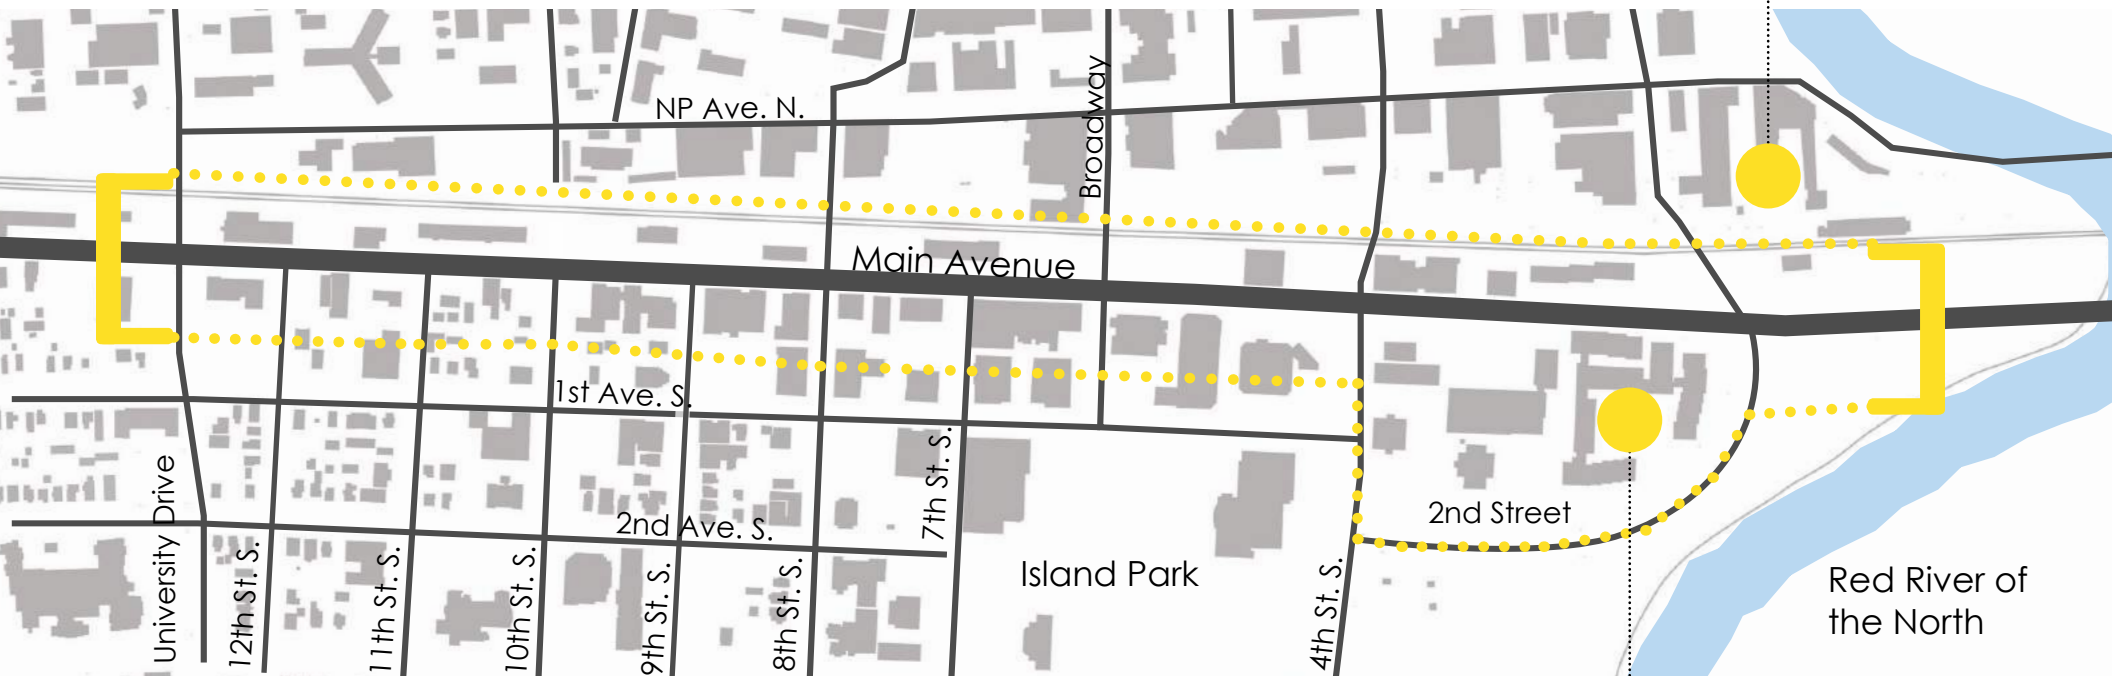 NP Ave. N.
Broadway
Main Avenue
1st Ave. S.
2nd Ave. S.
University Drive
12th St. S.
11th St. S.
10th St. S.
9th St. S.
8th St. S.
7th St. S.
4th St. S.
2nd Street
Island Park
Red River of
the North